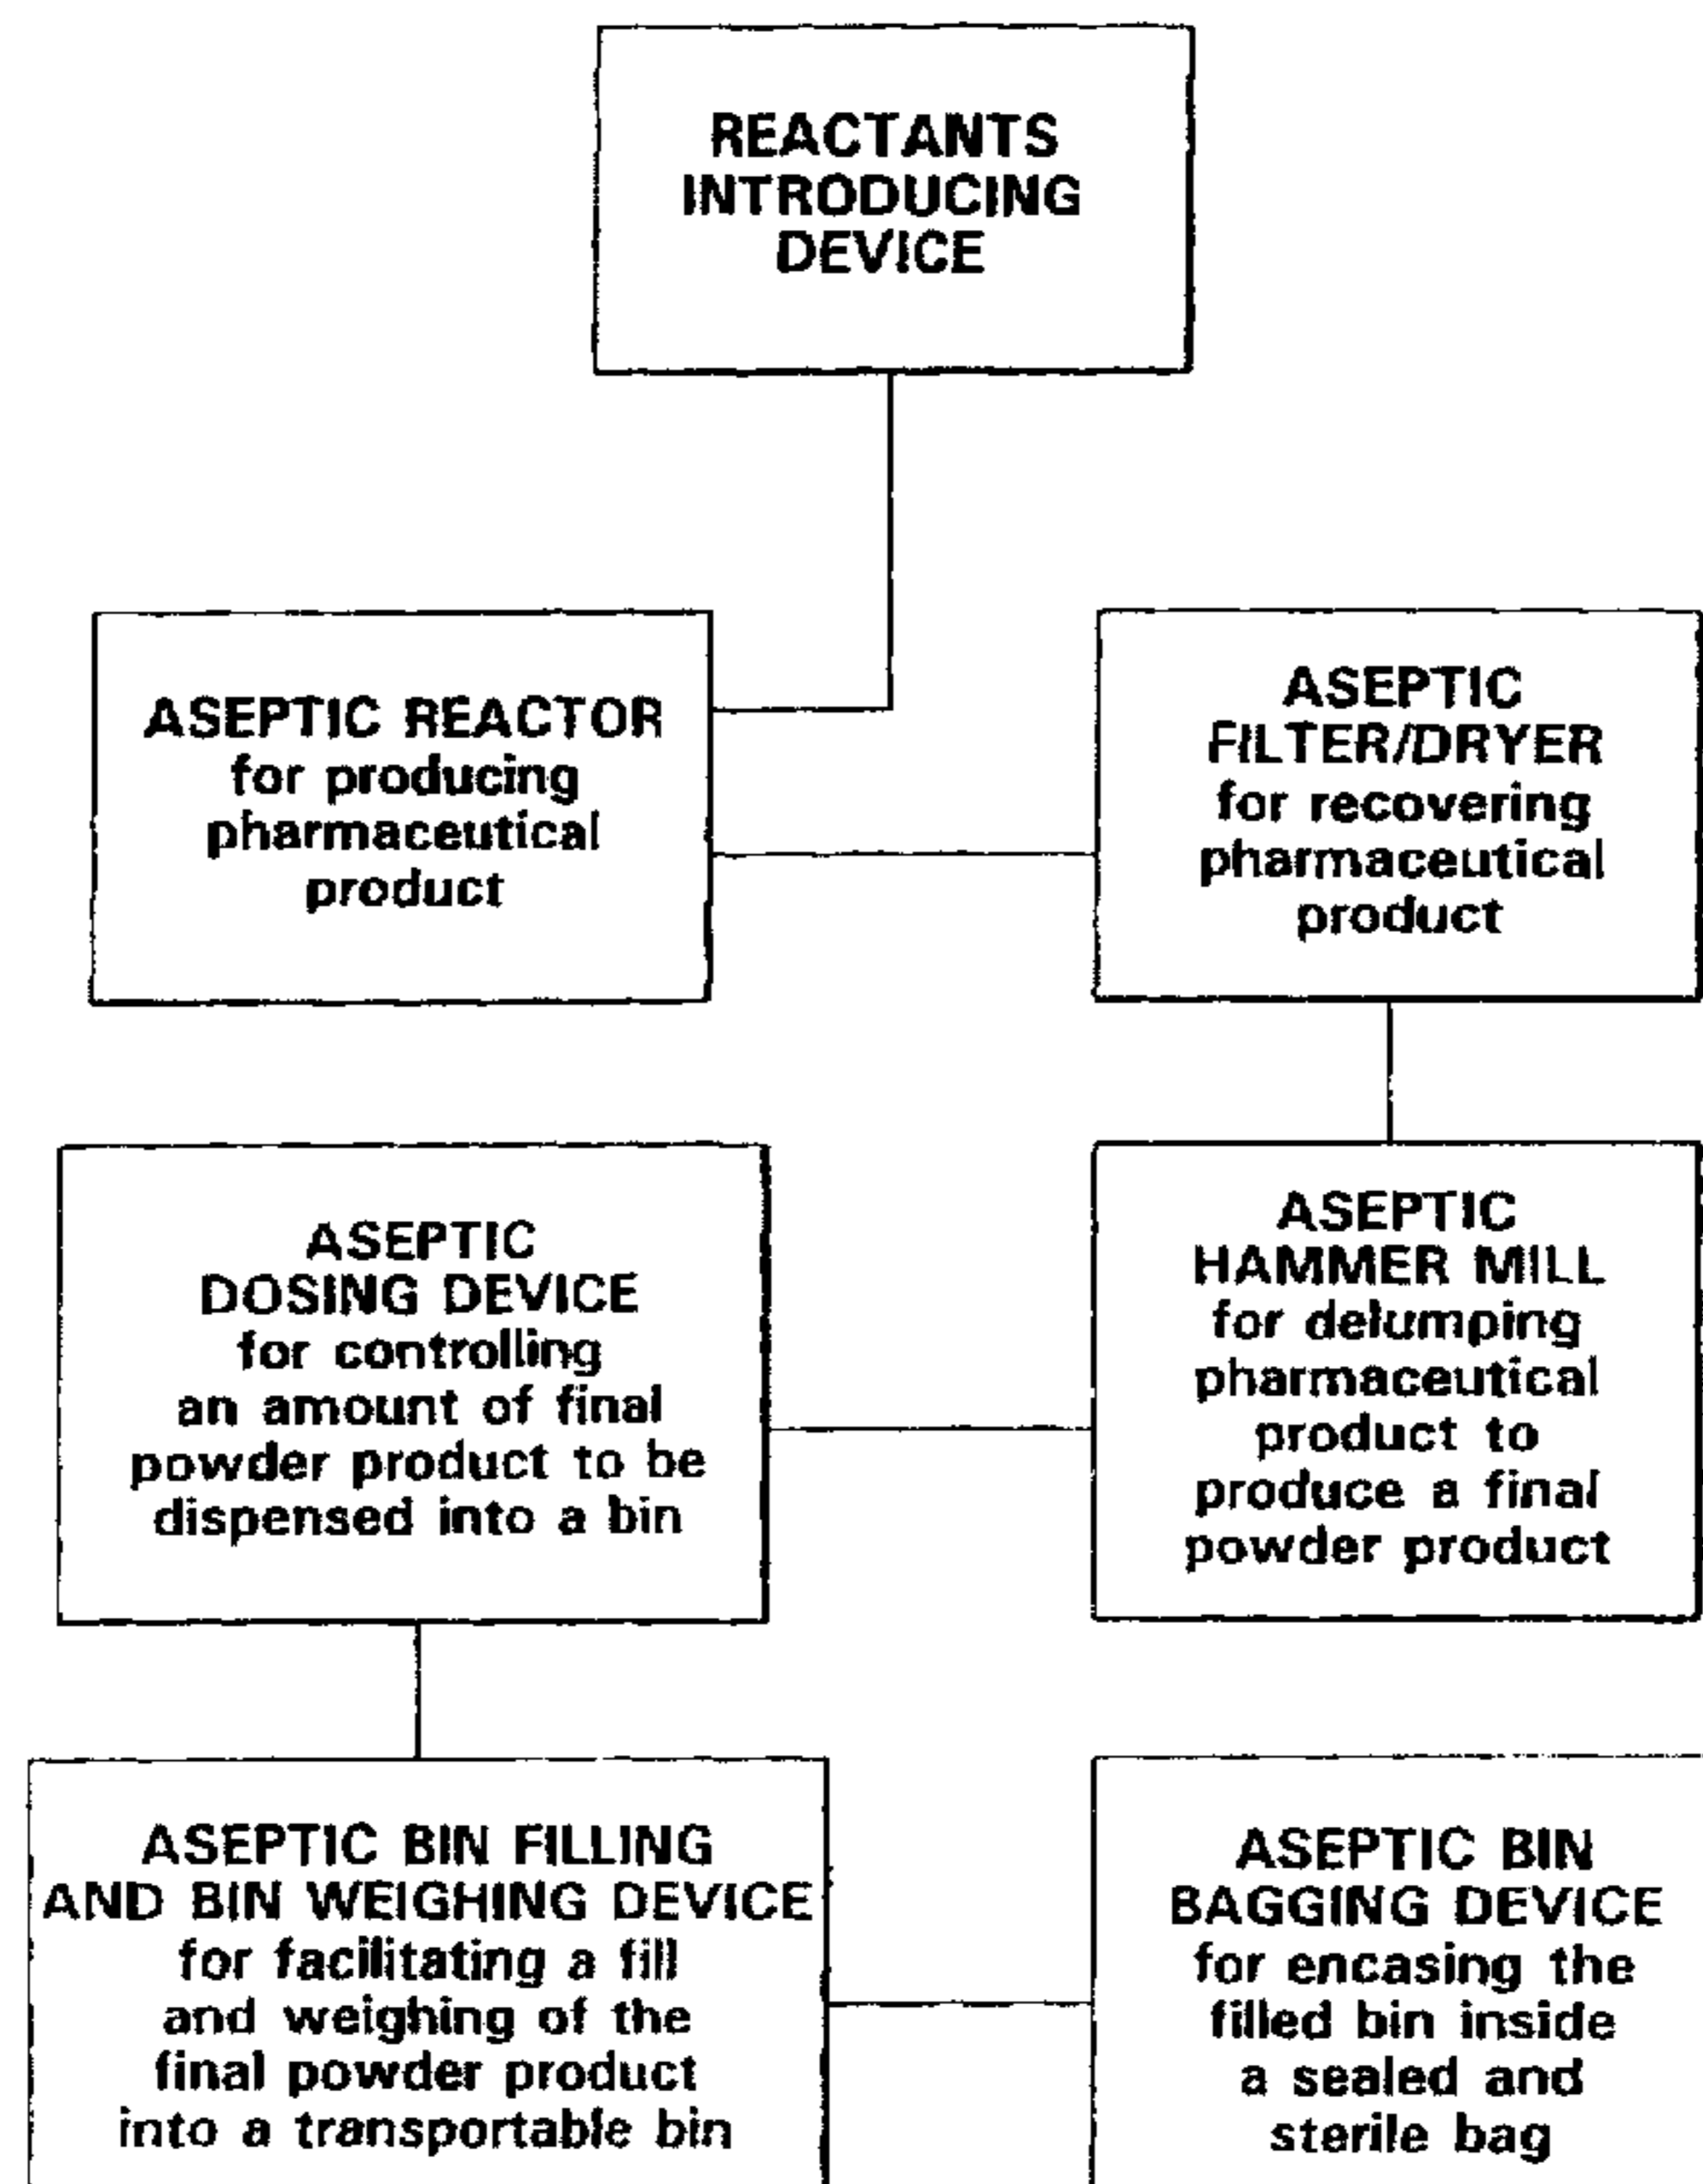 REACTANTS
INTRODUCING
DEVICE
ASEPTIC REACTOR
for producing
pharmaceutical
product
ASEPTIC
FILTER/DRYER
for recovering
pharmaceutical
product
ASEPTIC
DOSING DEVICE
for controlling
an amount of final
powder product to be
dispensed into a bin
ASEPTIC
HAMMER MILL
for delumping
pharmaceutical
product to
produce a final
powder product
ASEPTIC BIN FILLING
AND BIN WEIGHING DEVICE
for facilitating a fill
and weighing of the
final powder product
into a transportable bin
ASEPTIC BIN
BAGGING DEVICE
for encasing the
filled bin inside
a sealed and
sterile bag